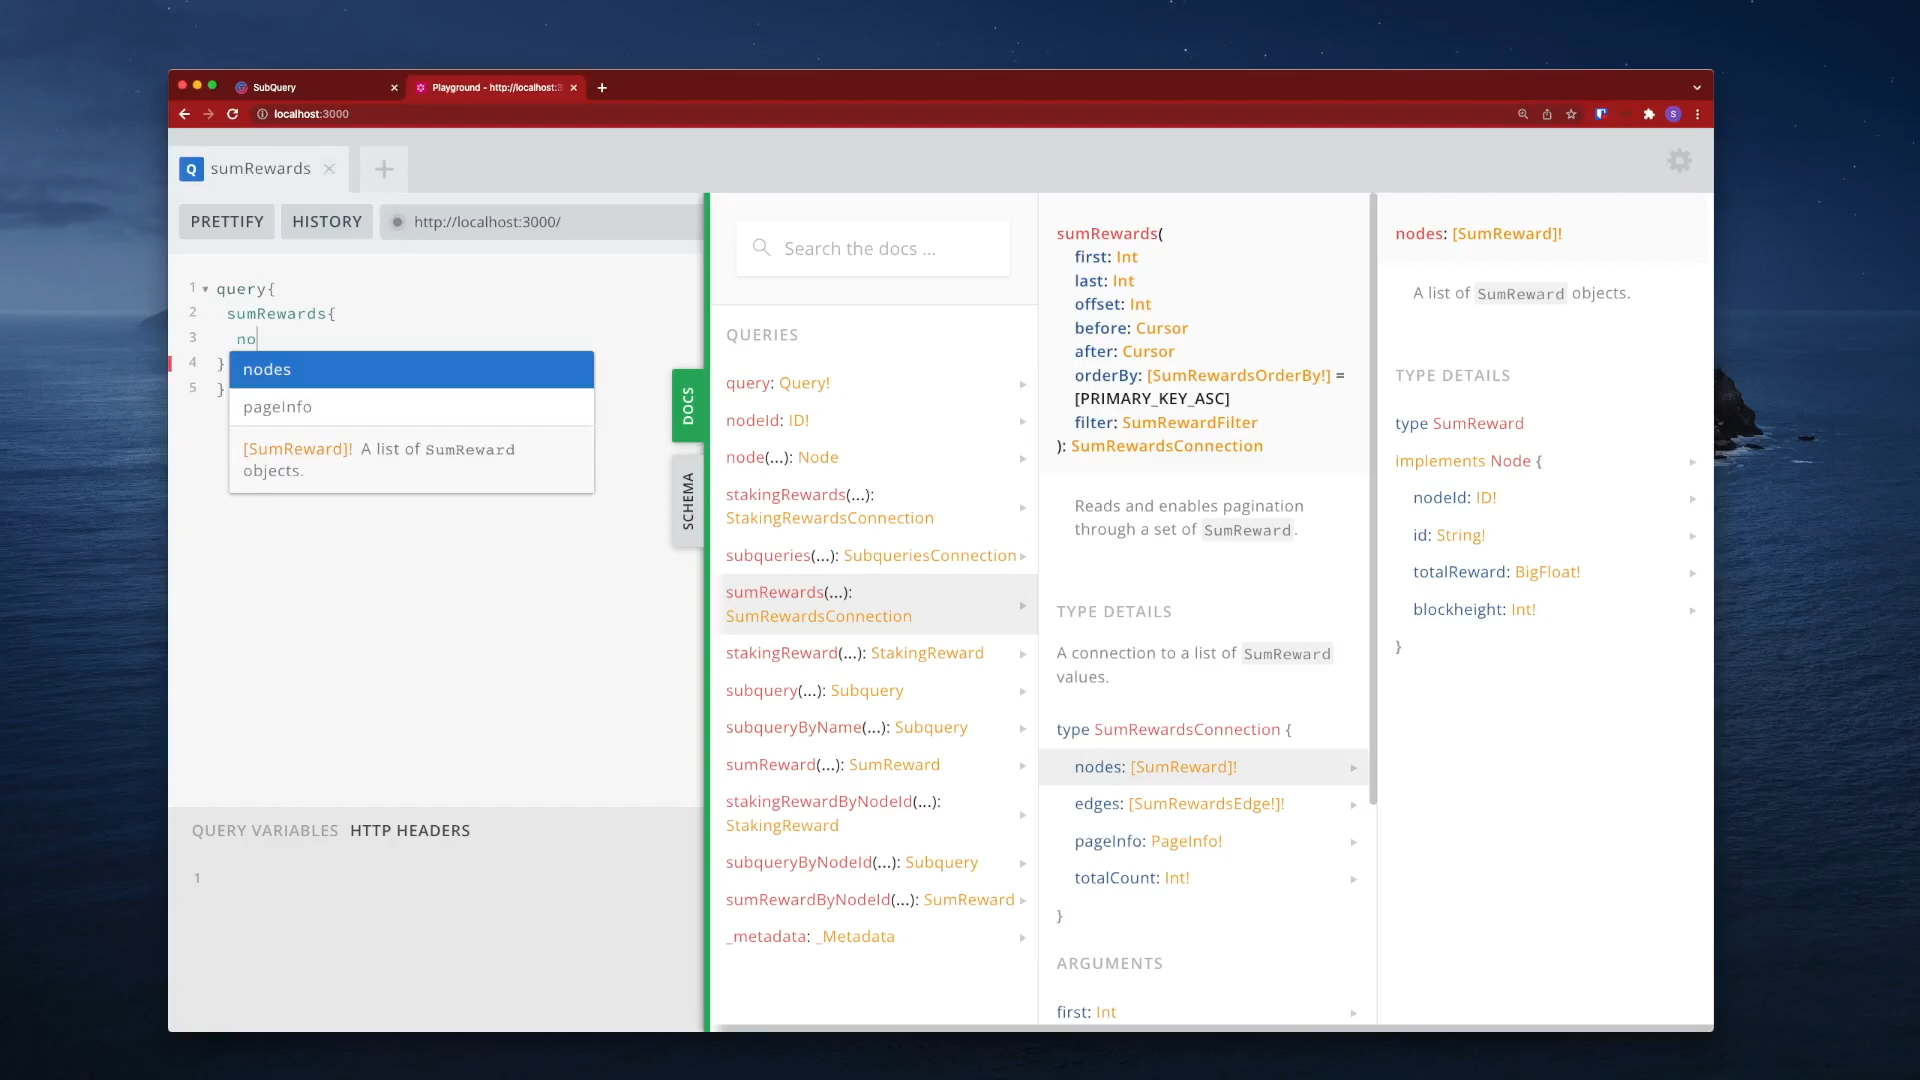 SubQuery
Playground - http://localhost:3
localhost:3000
S
Q sumRewards
PRETTIFY
HISTORY
http://localhost:3000/
1 query{
2 sumRewards{
3 no
4 }
5 }
nodes
pageInfo
[SumReward]! A list of SumReward
objects.
QUERY VARIABLES HTTP HEADERS
1
DOCS
SCHEMA
Search the docs ...
QUERIES
query: Query!
nodeId: ID!
node(...): Node
stakingRewards(...):
StakingRewardsConnection
subqueries(...): SubqueriesConnection
sumRewards(...):
SumRewardsConnection
stakingReward(...): StakingReward
subquery(...): Subquery
subqueryByName(...): Subquery
sumReward(...): SumReward
stakingRewardByNodeId(...):
StakingReward
subqueryByNodeId(...): Subquery
sumRewardByNodeId(...): SumReward
_metadata: _Metadata
sumRewards(
first: Int
last: Int
offset: Int
before: Cursor
after: Cursor
orderBy: [SumRewardsOrderBy!] =
[PRIMARY_KEY_ASC]
filter: SumRewardFilter
): SumRewardsConnection
Reads and enables pagination
through a set of SumReward.
TYPE DETAILS
A connection to a list of SumReward
values.
type SumRewardsConnection {
nodes: [SumReward]!
edges: [SumRewardsEdge!]!
pageInfo: PageInfo!
totalCount: Int!
}
ARGUMENTS
first: Int
nodes: [SumReward]!
A list of SumReward objects.
TYPE DETAILS
type SumReward
implements Node {
nodeId: ID!
id: String!
totalReward: BigFloat!
blockheight: Int!
}